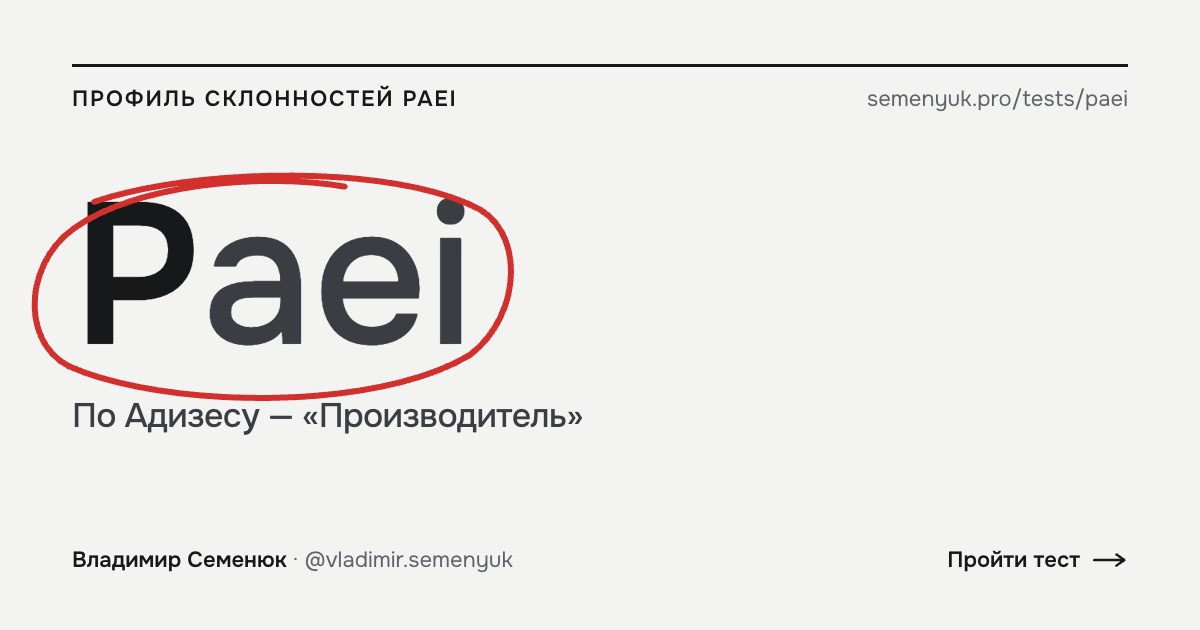 ПРОФИЛЬ СКЛОННОСТЕЙ PAEI
semenyuk.pro/tests/paei
Paei
По Адизесу — «Производитель»
Владимир Семенюк · @vladimir.semenyuk
Пройти тест →